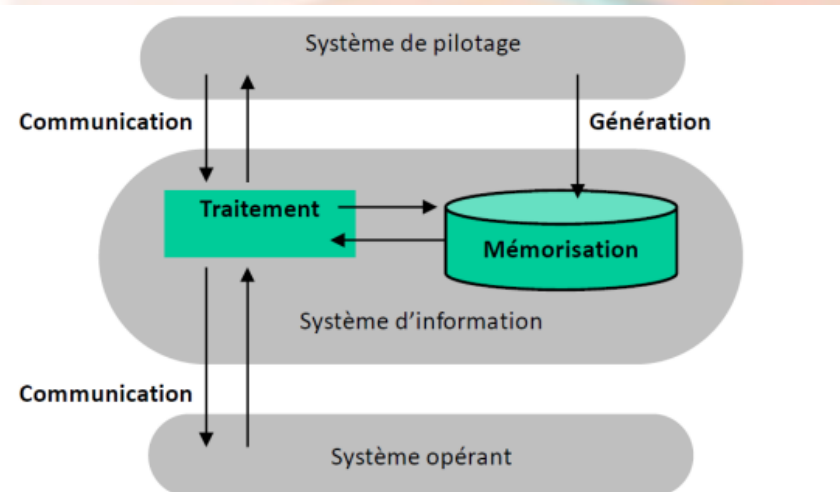 Système de pilotage
Communication
Génération
Traitement
Mémorisation
Système d'information
Communication
Système opérant